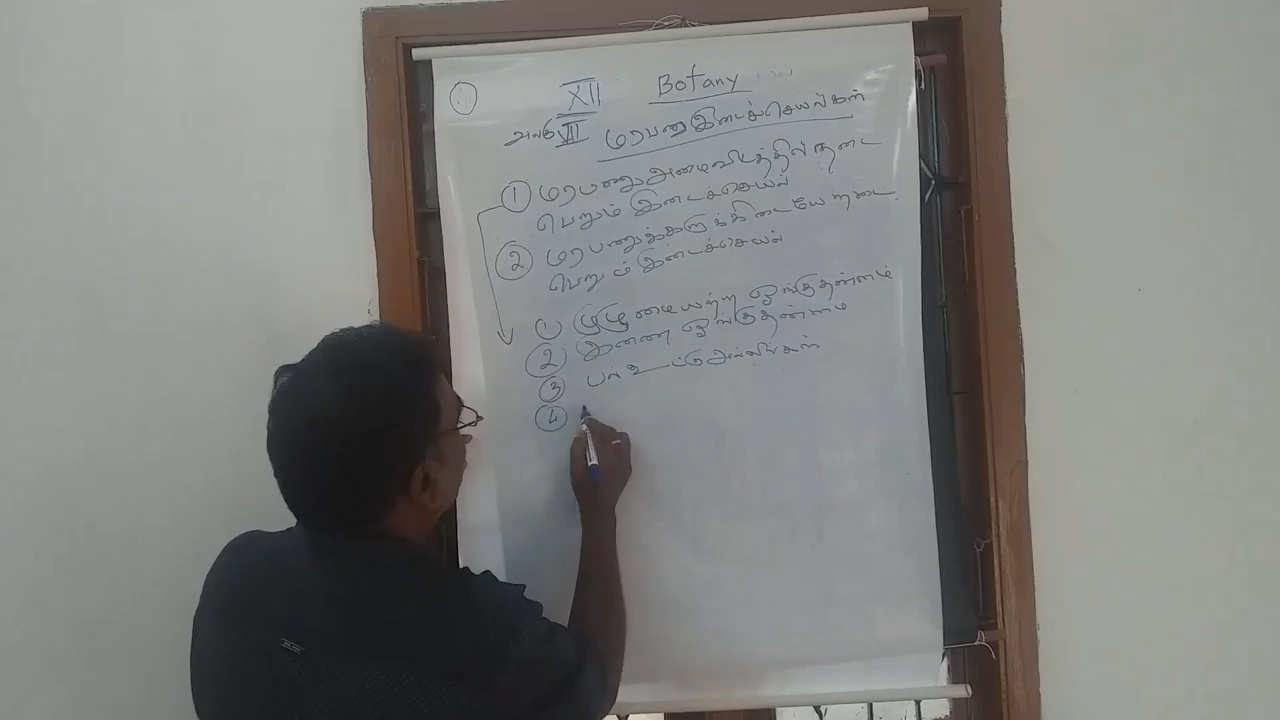 1
XII Botany
அலகு VII மரபணு இடைச்செயல்கள்
1 மரபணு அமைவிடத்தில் நடை
பெறும் இடைச்செயல்
2 மரபணுக்களுக்கிடையே நடை
பெறும் இடைச்செயல்
1 முழுமையற்ற ஓங்குதன்மை
2 இணை ஓங்குதன்மை
3 பல கூட்டு அல்லீல்கள்
4